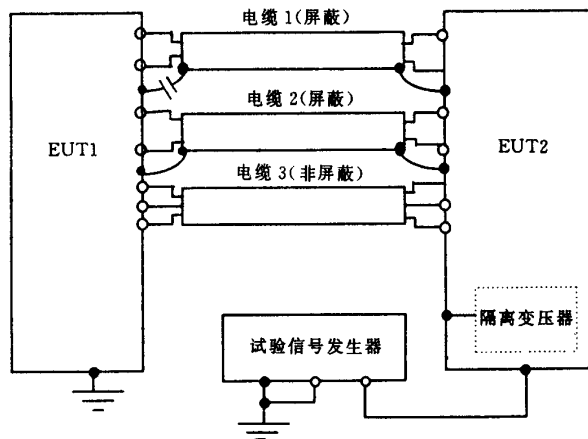 电缆1(屏蔽)
电缆2(屏蔽)
EUT1
EUT2
电缆3(非屏蔽)
隔离变压器
试验信号发生器